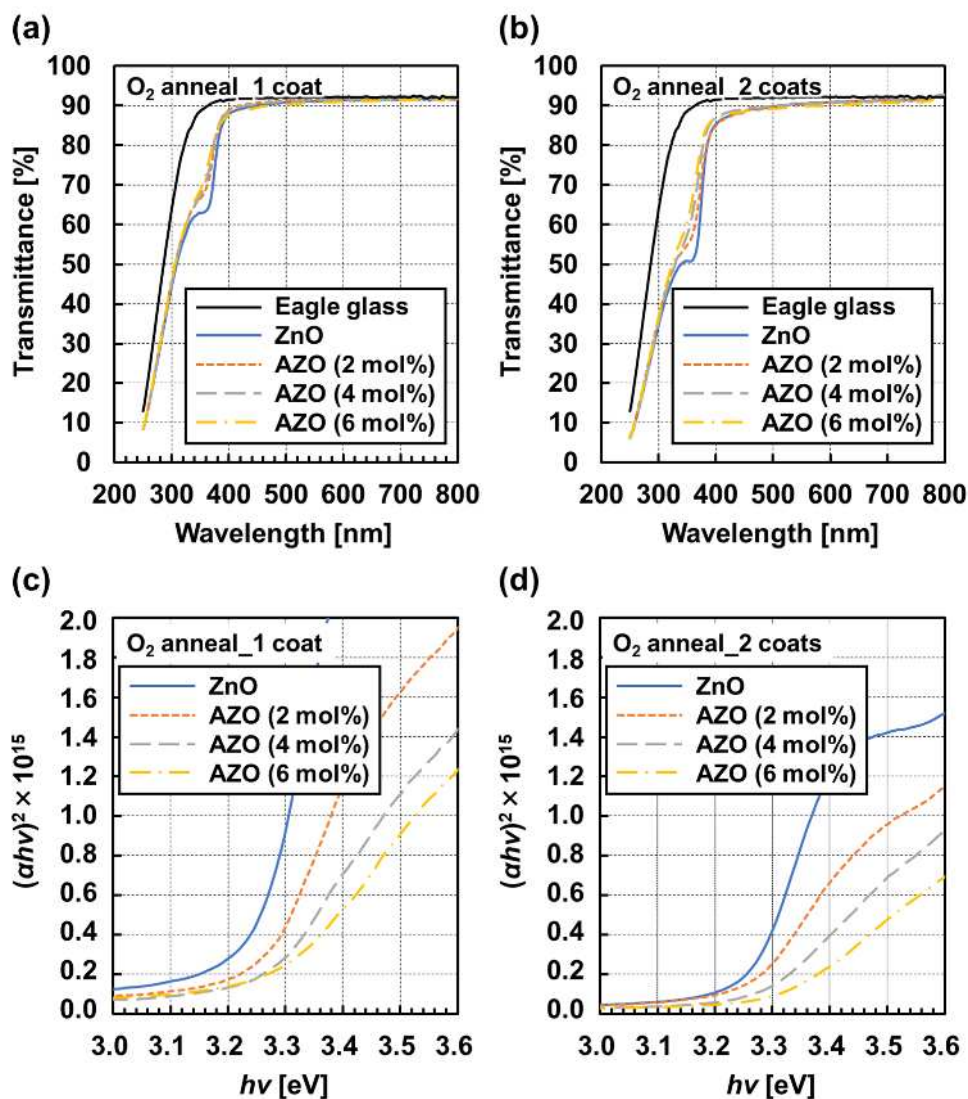 (a)
O₂ anneal_1 coat
Transmittance [%]
100
90
80
70
60
50
40
30
20
10
0
Eagle glass
ZnO
AZO (2 mol%)
AZO (4 mol%)
AZO (6 mol%)
200 300 400 500 600 700 800
Wavelength [nm]
(b)
O₂ anneal_2 coats
Transmittance [%]
100
90
80
70
60
50
40
30
20
10
0
Eagle glass
ZnO
AZO (2 mol%)
AZO (4 mol%)
AZO (6 mol%)
200 300 400 500 600 700 800
Wavelength [nm]
(c)
O₂ anneal_1 coat
(αhν)² × 10¹⁵
2.0
1.8
1.6
1.4
1.2
1.0
0.8
0.6
0.4
0.2
0.0
ZnO
AZO (2 mol%)
AZO (4 mol%)
AZO (6 mol%)
3.0 3.1 3.2 3.3 3.4 3.5 3.6
hν [eV]
(d)
O₂ anneal_2 coats
(αhν)² × 10¹⁵
2.0
1.8
1.6
1.4
1.2
1.0
0.8
0.6
0.4
0.2
0.0
ZnO
AZO (2 mol%)
AZO (4 mol%)
AZO (6 mol%)
3.0 3.1 3.2 3.3 3.4 3.5 3.6
hν [eV]